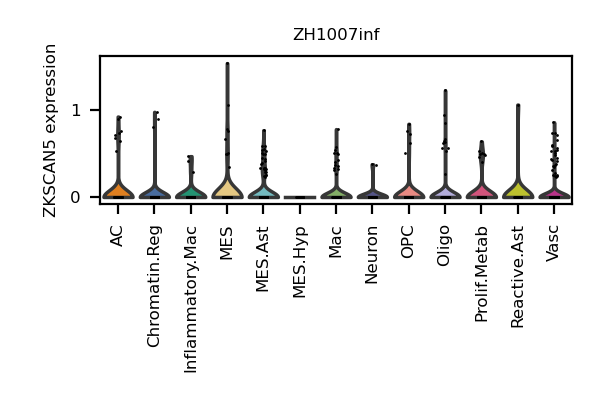 ZH1007inf
ZKSCAN5 expression
1
0
AC
Chromatin.Reg
Inflammatory.Mac
MES
MES.Ast
MES.Hyp
Mac
Neuron
OPC
Oligo
Prolif.Metab
Reactive.Ast
Vasc